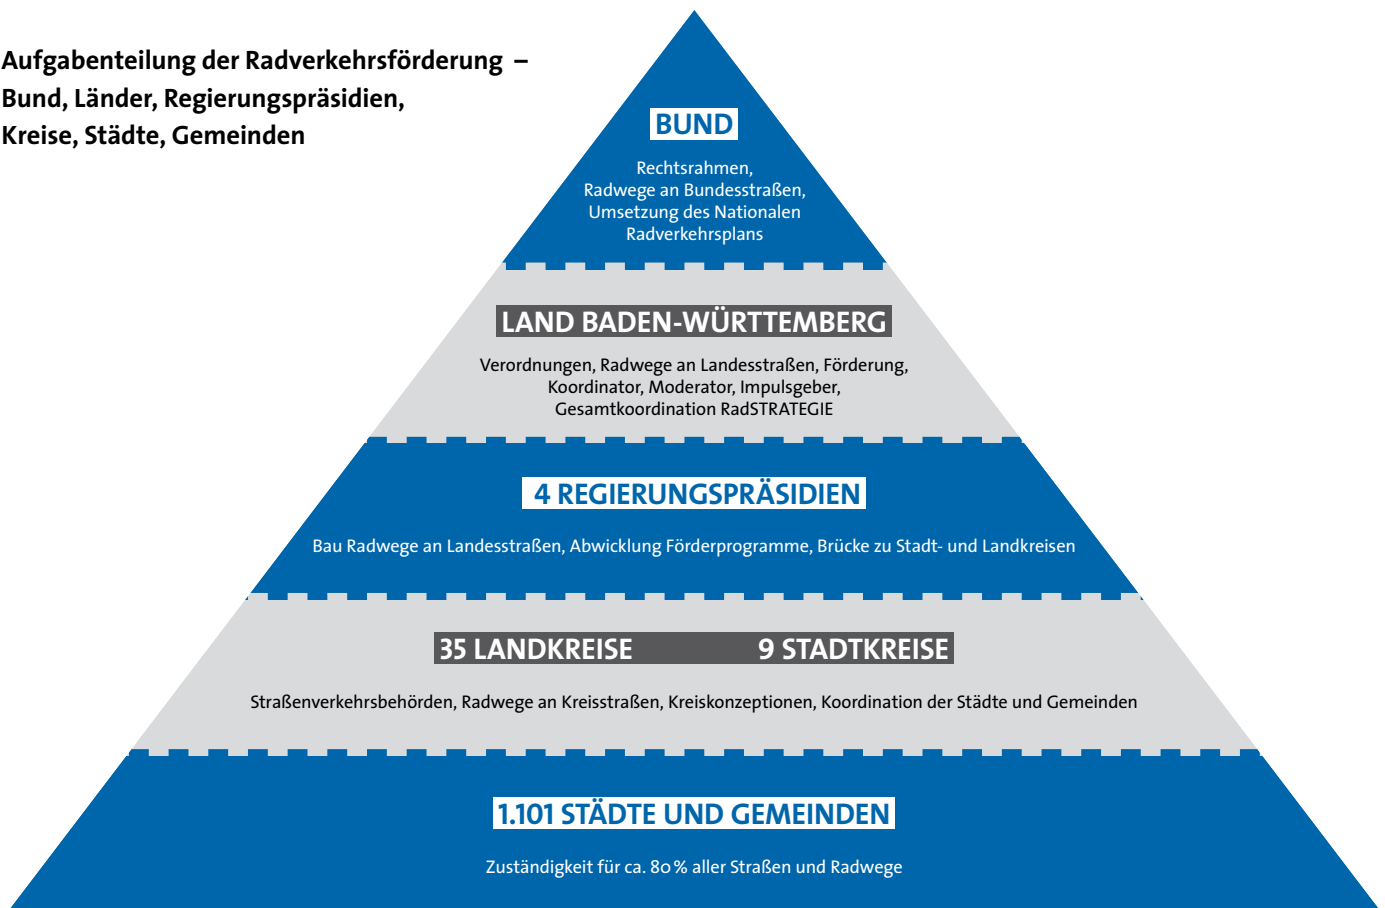 Aufgabenteilung der Radverkehrsförderung –
Bund, Länder, Regierungspräsidien,
Kreise, Städte, Gemeinden
BUND
Rechtsrahmen,
Radwege an Bundesstraßen,
Umsetzung des Nationalen
Radverkehrsplans
LAND BADEN-WÜRTTEMBERG
Verordnungen, Radwege an Landesstraßen, Förderung,
Koordinator, Moderator, Impulsgeber,
Gesamtkoordination RadSTRATEGIE
4 REGIERUNGSPRÄSIDIEN
Bau Radwege an Landesstraßen, Abwicklung Förderprogramme, Brücke zu Stadt- und Landkreisen
35 LANDKREISE 9 STADTKREISE
Straßenverkehrsbehörden, Radwege an Kreisstraßen, Kreiskonzeptionen, Koordination der Städte und Gemeinden
1.101 STÄDTE UND GEMEINDEN
Zuständigkeit für ca. 80 % aller Straßen und Radwege